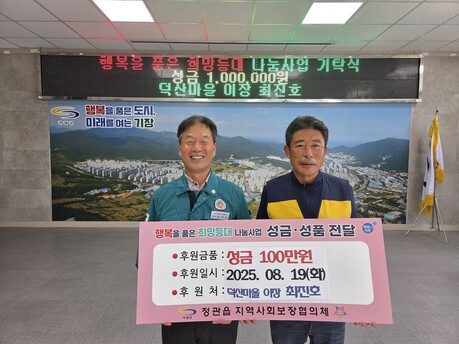 행복을 품은 희망등대 나눔사업 기탁식
성금 1,000,000원
덕산마을 이장 최진호
행복을 품은 도시,
미래를 여는 기장
행복을 품은 희망등대 나눔사업 성금·성품 전달
후원금품: 성금 100만원
후원일시: 2025. 08. 19(화)
후 원 처: 덕산마을 이장 최진호
정관읍 지역사회보장협의체